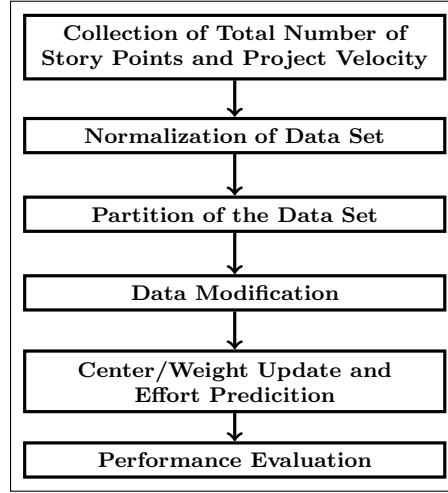 Collection of Total Number of
Story Points and Project Velocity
Normalization of Data Set
Partition of the Data Set
Data Modification
Center/Weight Update and
Effort Predicition
Performance Evaluation